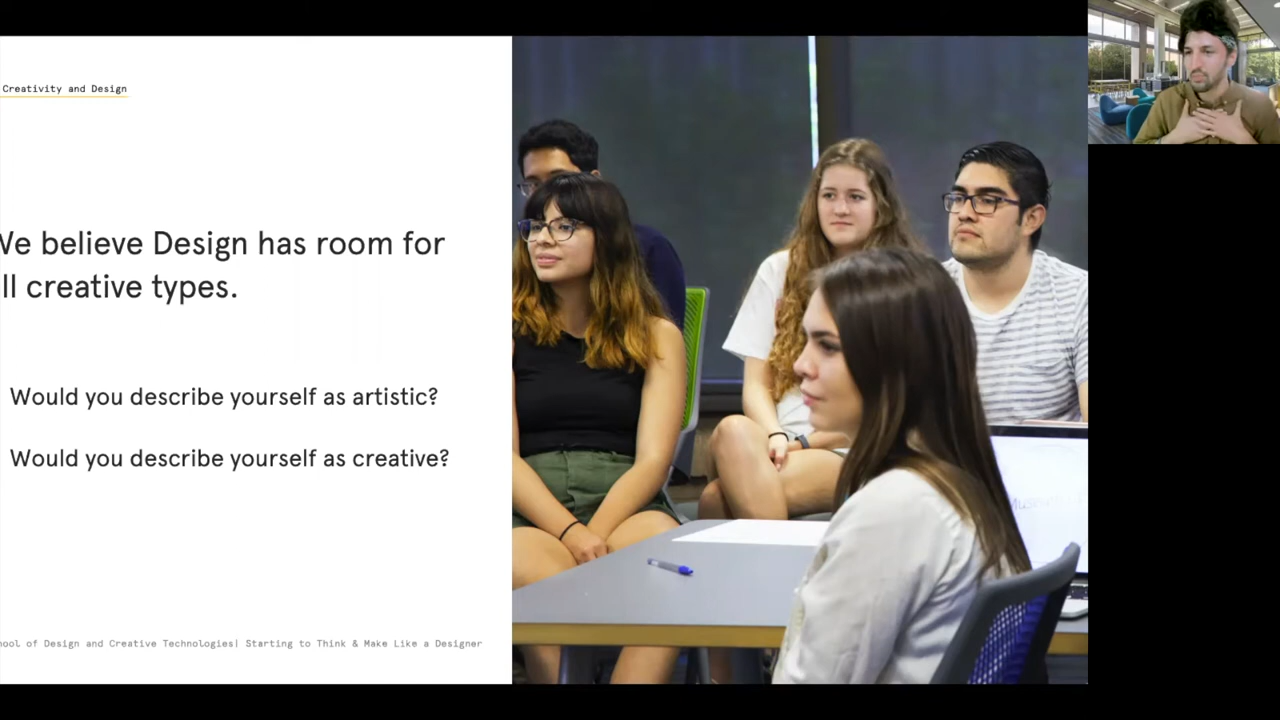 Creativity and Design
We believe Design has room for
ll creative types.
Would you describe yourself as artistic?
Would you describe yourself as creative?
hool of Design and Creative Technologies| Starting to Think & Make Like a Designer